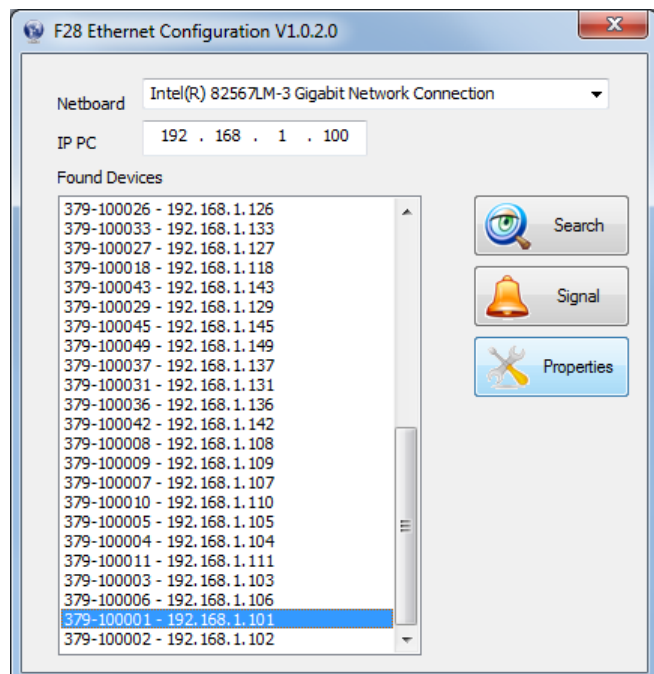 F28 Ethernet Configuration V1.0.2.0
Netboard
Intel(R) 82567LM-3 Gigabit Network Connection
IP PC
192 . 168 . 1 . 100
Found Devices
379-100026 - 192.168.1.126
379-100033 - 192.168.1.133
379-100027 - 192.168.1.127
379-100018 - 192.168.1.118
379-100043 - 192.168.1.143
379-100029 - 192.168.1.129
379-100045 - 192.168.1.145
379-100049 - 192.168.1.149
379-100037 - 192.168.1.137
379-100031 - 192.168.1.131
379-100036 - 192.168.1.136
379-100042 - 192.168.1.142
379-100008 - 192.168.1.108
379-100009 - 192.168.1.109
379-100007 - 192.168.1.107
379-100010 - 192.168.1.110
379-100005 - 192.168.1.105
379-100004 - 192.168.1.104
379-100011 - 192.168.1.111
379-100003 - 192.168.1.103
379-100006 - 192.168.1.106
379-100001 - 192.168.1.101
379-100002 - 192.168.1.102
Search
Signal
Properties